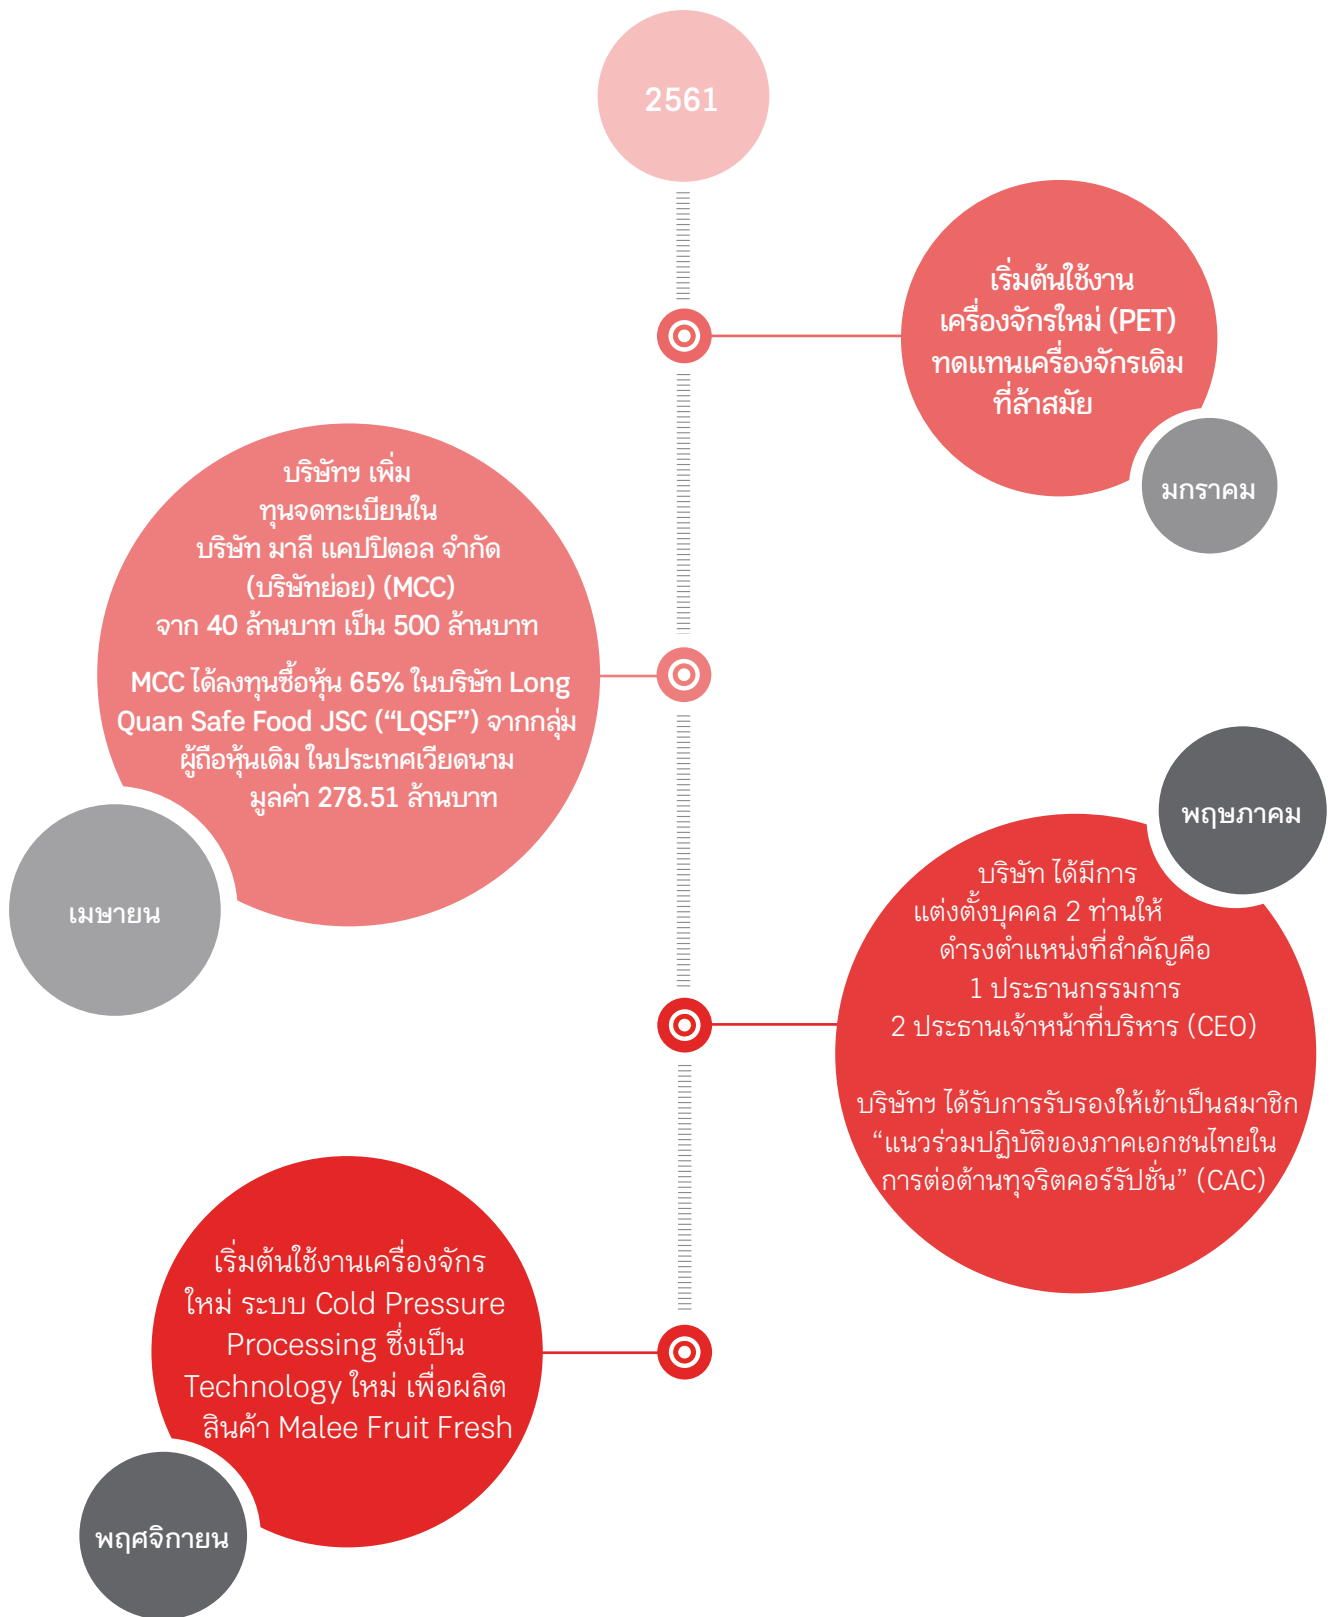 2561
เริ่มต้นใช้งาน
เครื่องจักรใหม่ (PET)
ทดแทนเครื่องจักรเดิม
ที่ล้าสมัย
มกราคม
บริษัทฯ เพิ่ม
ทุนจดทะเบียนใน
บริษัท มาลี แคปปิตอล จำกัด
(บริษัทย่อย) (MCC)
จาก 40 ล้านบาท เป็น 500 ล้านบาท
MCC ได้ลงทุนซื้อหุ้น 65% ในบริษัท Long
Quan Safe Food JSC (“LQSF”) จากกลุ่ม
ผู้ถือหุ้นเดิม ในประเทศเวียดนาม
มูลค่า 278.51 ล้านบาท
เมษายน
พฤษภาคม
บริษัท ได้มีการ
แต่งตั้งบุคคล 2 ท่านให้
ดำรงตำแหน่งที่สำคัญคือ
1 ประธานกรรมการ
2 ประธานเจ้าหน้าที่บริหาร (CEO)
บริษัทฯ ได้รับการรับรองให้เข้าเป็นสมาชิก
“แนวร่วมปฏิบัติของภาคเอกชนไทยใน
การต่อต้านทุจริตคอร์รัปชั่น” (CAC)
เริ่มต้นใช้งานเครื่องจักร
ใหม่ ระบบ Cold Pressure
Processing ซึ่งเป็น
Technology ใหม่ เพื่อผลิต
สินค้า Malee Fruit Fresh
พฤศจิกายน